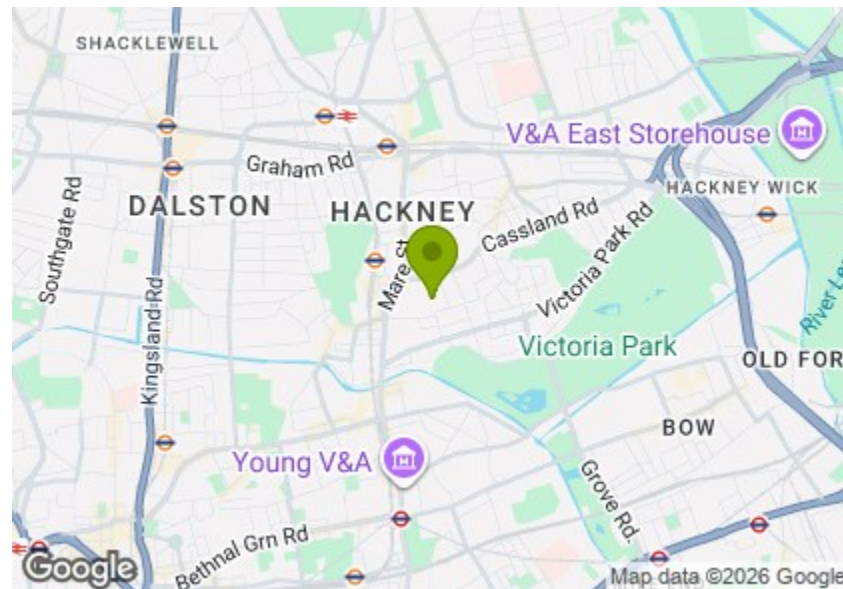 SHACKLEWELL
V&A East Storehouse
Graham Rd
HACKNEY WICK
Southgate Rd
DALSTON
HACKNEY
Cassland Rd
Mare St
Victoria Park Rd
Kingsland Rd
River Lea
Victoria Park
OLD FOR
BOW
Young V&A
Grove Rd.
Bethnal Grn Rd
Google
Map data ©2026 Google